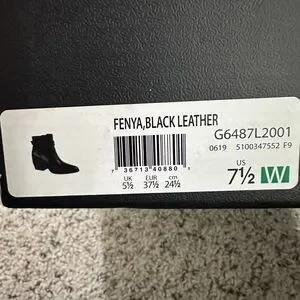 FENYA,BLACK LEATHER
G6487L2001
0619 5100347552 F9
7 36713 40880 1
UK EUR cm
5½ 37½ 24½
US
7½ W